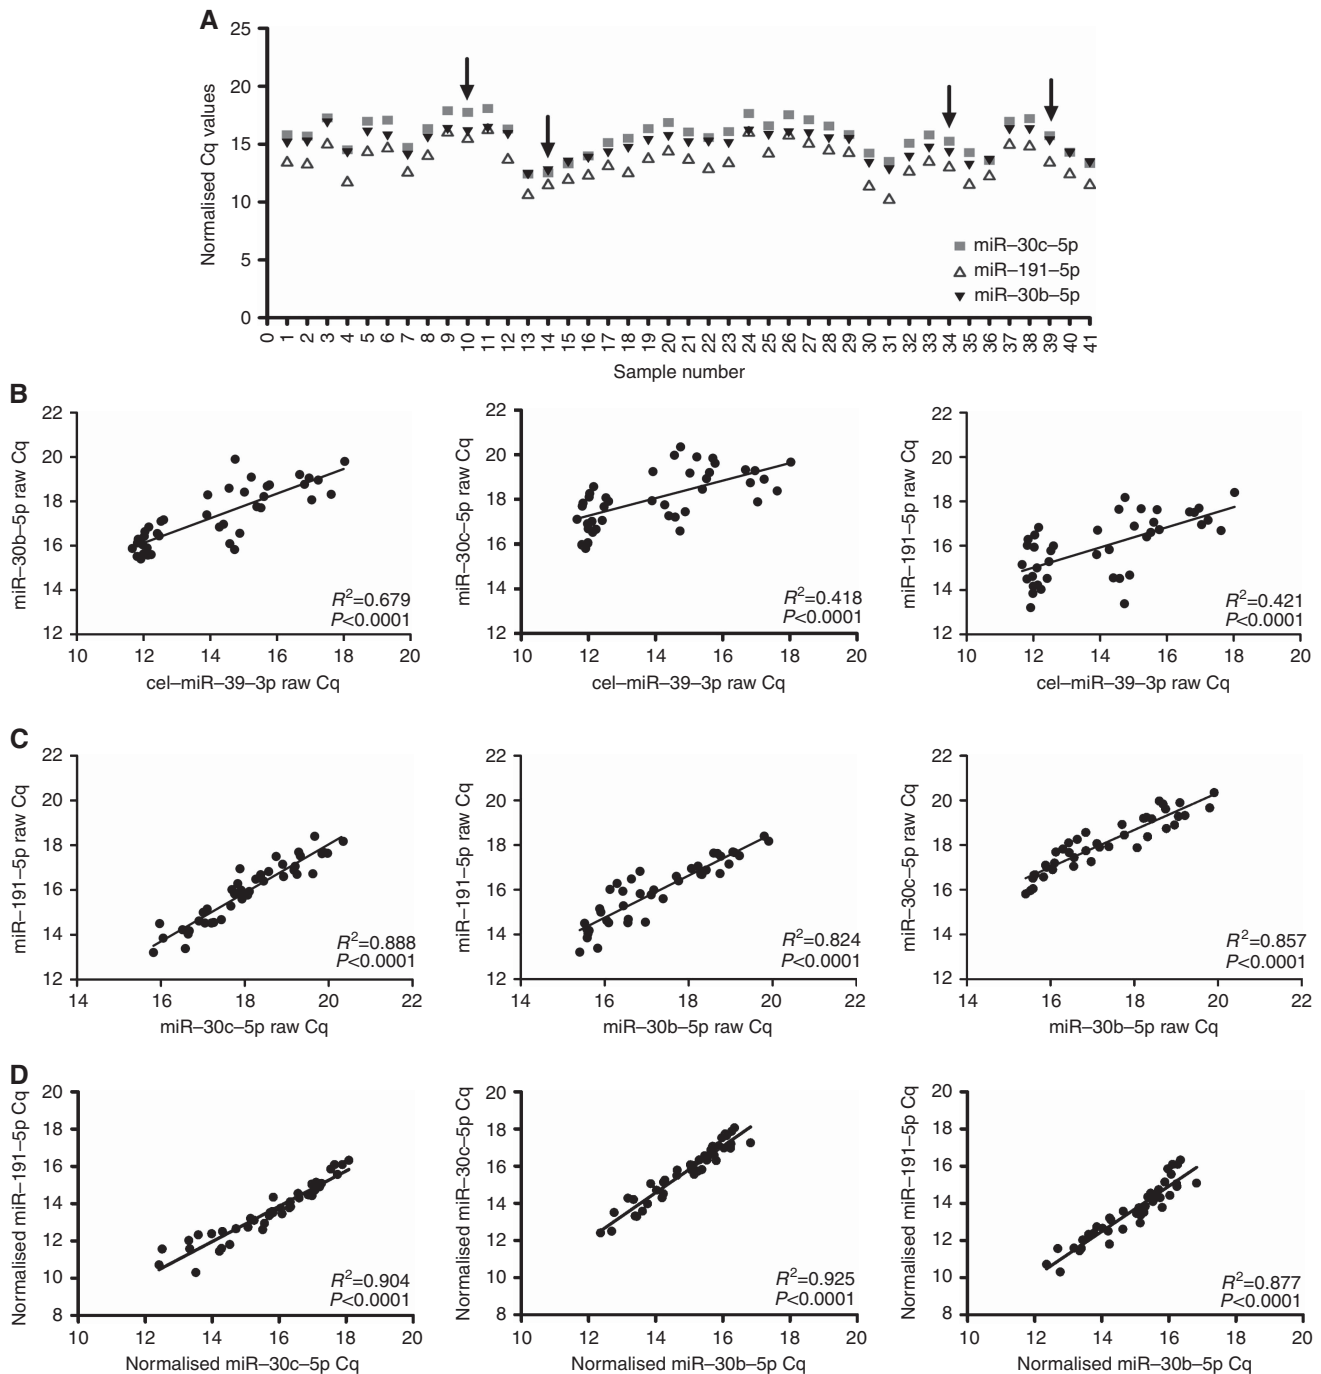 A
Normalised Cq values
25
20
15
10
5
0
miR–30c–5p
miR–191–5p
miR–30b–5p
0 1 2 3 4 5 6 7 8 9 10 11 12 13 14 15 16 17 18 19 20 21 22 23 24 25 26 27 28 29 30 31 32 33 34 35 36 37 38 39 40 41
Sample number
B
miR–30b–5p raw Cq
22
20
18
16
14
12
R2=0.679
P<0.0001
10 12 14 16 18 20
cel–miR–39–3p raw Cq
miR–30c–5p raw Cq
22
20
18
16
14
12
R2=0.418
P<0.0001
10 12 14 16 18 20
cel–miR–39–3p raw Cq
miR–191–5p raw Cq
22
20
18
16
14
12
R2=0.421
P<0.0001
10 12 14 16 18 20
cel–miR–39–3p raw Cq
C
miR–191–5p raw Cq
22
20
18
16
14
12
R2=0.888
P<0.0001
14 16 18 20 22
miR–30c–5p raw Cq
miR–191–5p raw Cq
22
20
18
16
14
12
R2=0.824
P<0.0001
14 16 18 20 22
miR–30b–5p raw Cq
miR–30c–5p raw Cq
22
20
18
16
14
12
R2=0.857
P<0.0001
14 16 18 20 22
miR–30b–5p raw Cq
D
Normalised miR–191–5p Cq
20
18
16
14
12
10
8
R2=0.904
P<0.0001
10 12 14 16 18 20
Normalised miR–30c–5p Cq
Normalised miR–30c–5p Cq
20
18
16
14
12
10
8
R2=0.925
P<0.0001
10 12 14 16 18 20
Normalised miR–30b–5p Cq
Normalised miR–191–5p Cq
20
18
16
14
12
10
8
R2=0.877
P<0.0001
10 12 14 16 18 20
Normalised miR–30b–5p Cq